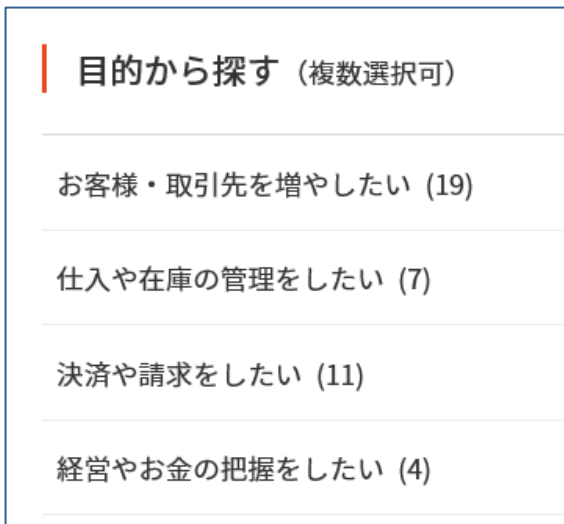 目的から探す（複数選択可）
お客様・取引先を増やしたい (19)
仕入や在庫の管理をしたい (7)
決済や請求をしたい (11)
経営やお金の把握をしたい (4)